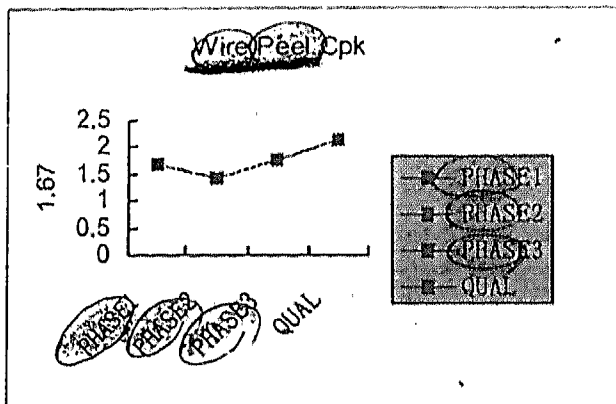 Wire Peel Cpk
2.5
2
1.5
1
0.5
0
1.67
PHASE1
PHASE2
PHASE3
QUAL
PHASE1
PHASE2
PHASE3
QUAL